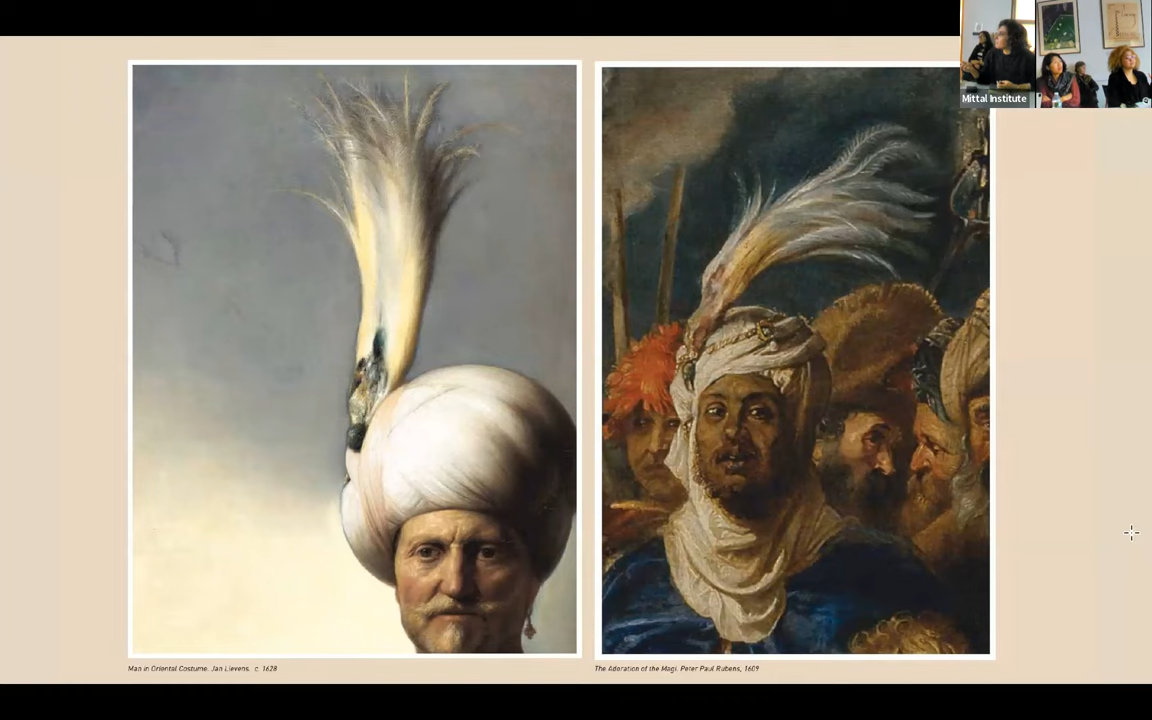 Mittal Institute
Man in Oriental Costume. Jan Lievens. c. 1628
The Adoration of the Magi. Peter Paul Rubens, 1609